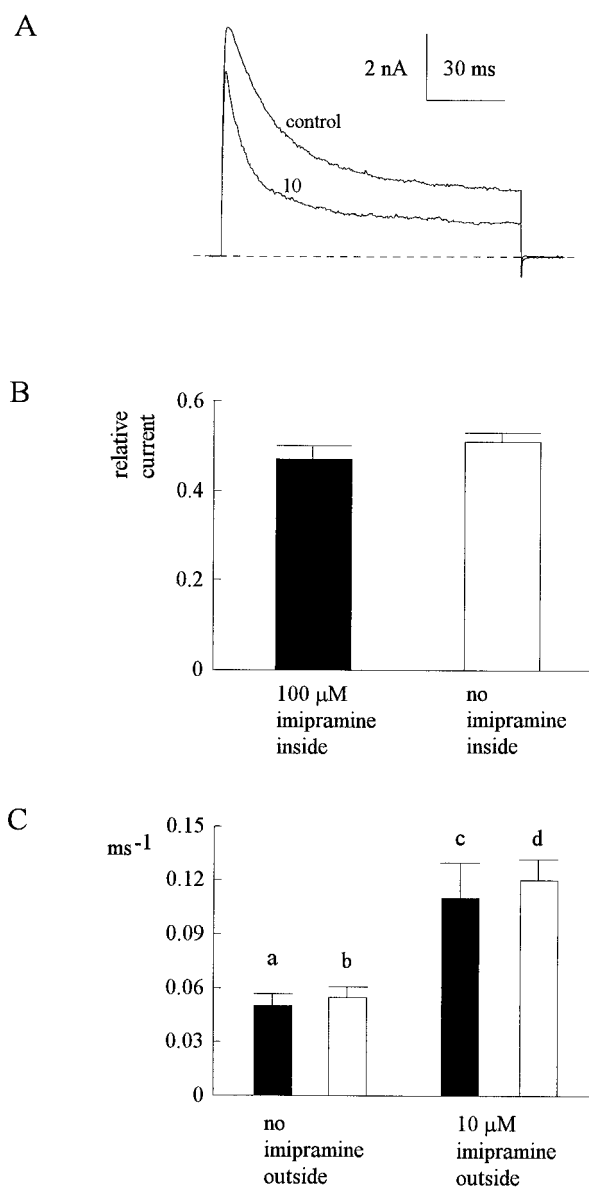 A
2 nA
30 ms
control
10
B
relative
current
0.6
0.4
0.2
0
100 μM
imipramine
inside
no
imipramine
inside
C
ms-1
0.15
0.12
0.09
0.06
0.03
0
a
b
c
d
no
imipramine
outside
10 μM
imipramine
outside